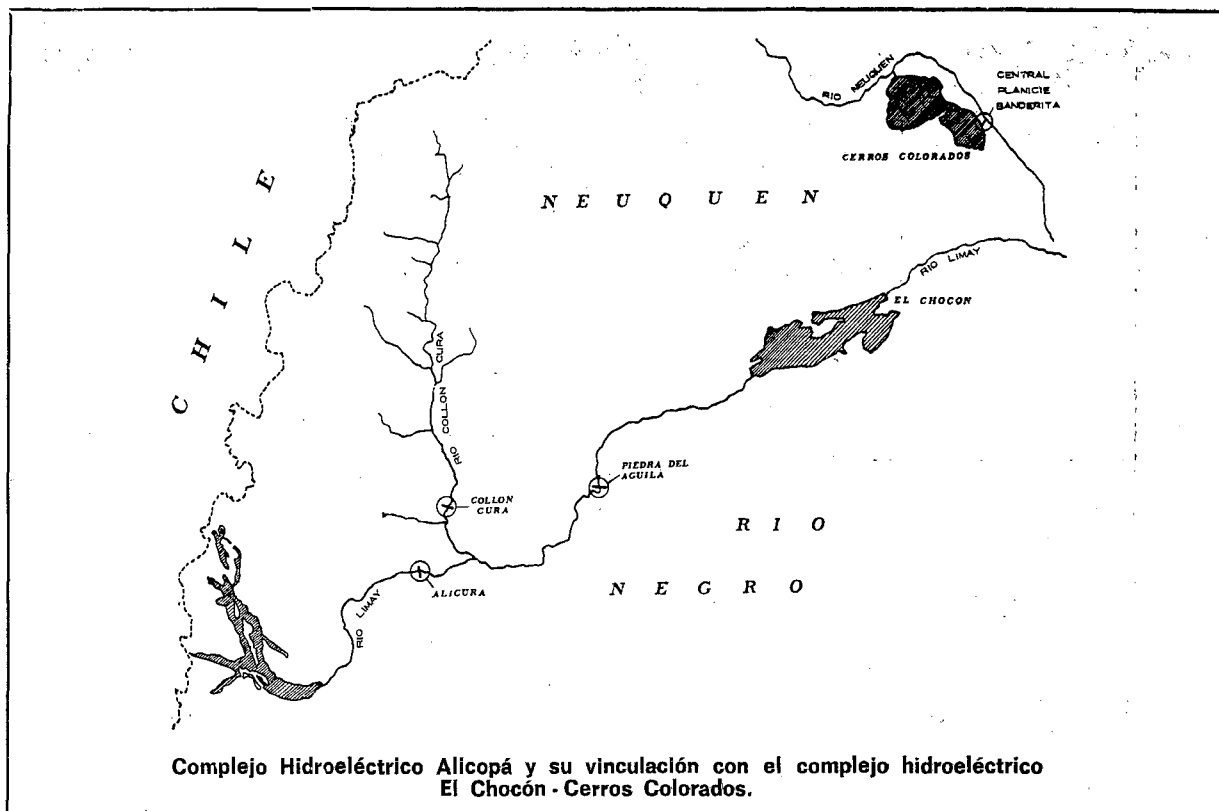 RIO NEUQUEN
CENTRAL
PLANICIE
BANDERITA
CERROS COLORADOS
CHILE
NEUQUEN
RIO LIMAY
EL CHOCON
RIO COLLON CURA
PIEDRA DEL
AGUILA
COLLON
CURA
RIO
NEGRO
ALICURA
RIO LIMAY
Complejo Hidroeléctrico Alicopá y su vinculación con el complejo hidroeléctrico
El Chocón - Cerros Colorados.